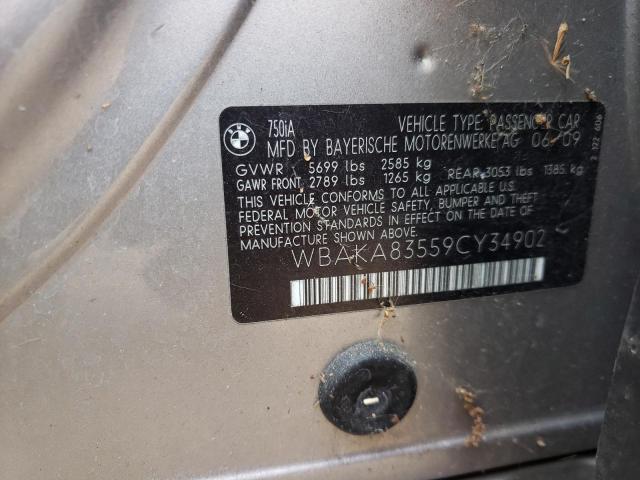 BMW
750iA VEHICLE TYPE PASSENGER CAR
MFD BY BAYERISCHE MOTORENWERKE AG 06/09
GVWR 5699 lbs 2585 kg
GAWR FRONT 2789 lbs 1265 kg REAR 3053 lbs 1385 kg
THIS VEHICLE CONFORMS TO ALL APPLICABLE U.S.
FEDERAL MOTOR VEHICLE SAFETY, BUMPER AND THEFT
PREVENTION STANDARDS IN EFFECT ON THE DATE OF
MANUFACTURE SHOWN ABOVE.
WBAKA83559CY34902